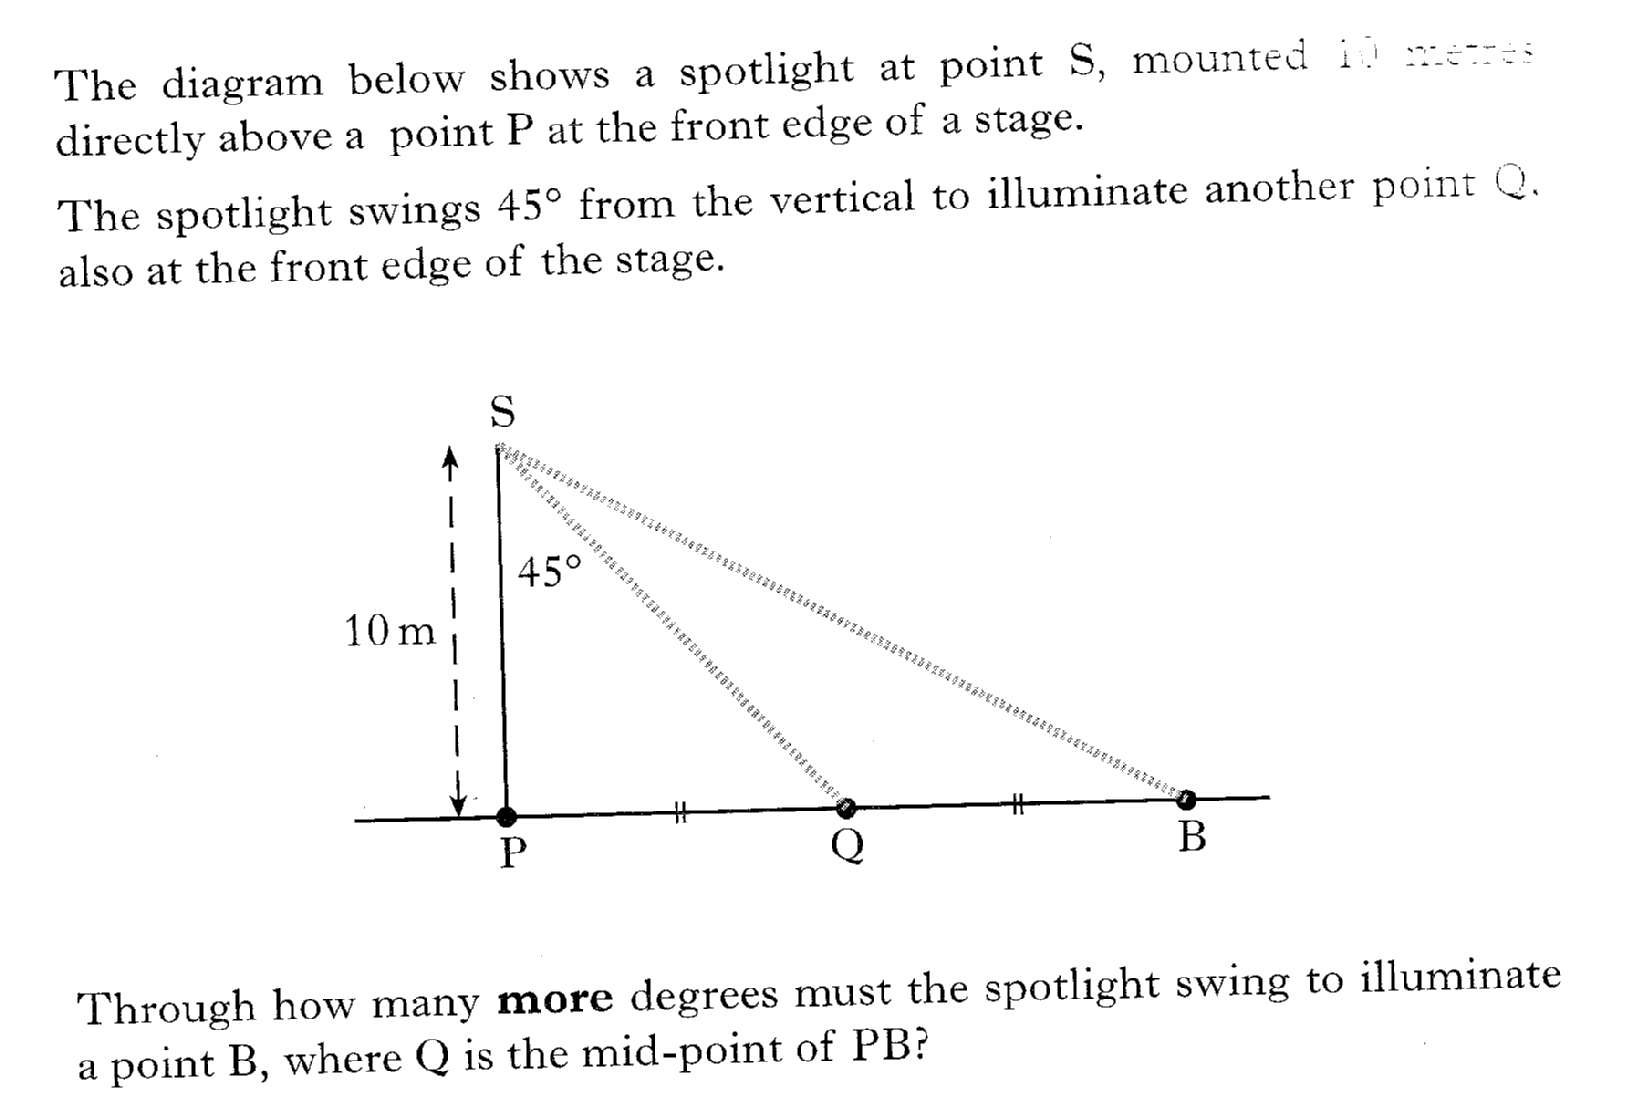 The diagram below shows a spotlight at point S, mounted 10 metres
directly above a point P at the front edge of a stage.
The spotlight swings 45° from the vertical to illuminate another point Q,
also at the front edge of the stage.
S
45°
10 m
P
Q
B
Through how many more degrees must the spotlight swing to illuminate
a point B, where Q is the mid-point of PB?